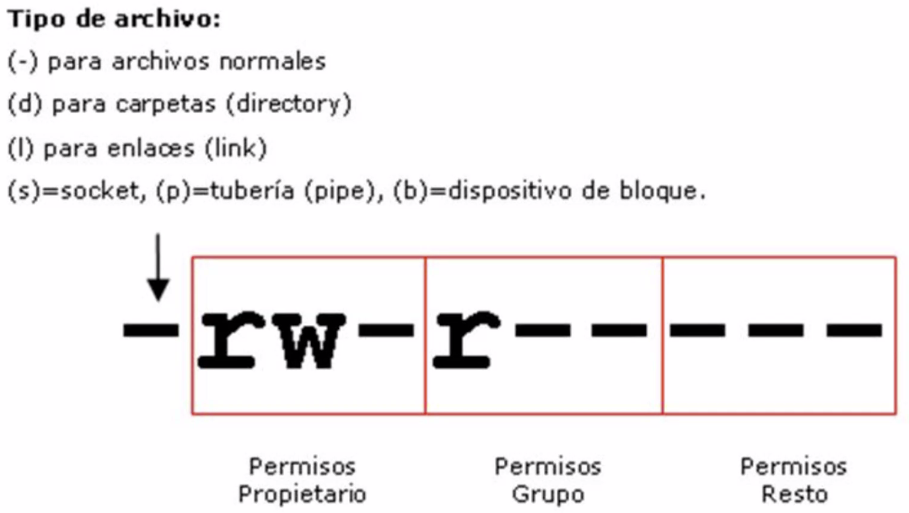 Tipo de archivo:
(-) para archivos normales
(d) para carpetas (directory)
(l) para enlaces (link)
(s)=socket, (p)=tubería (pipe), (b)=dispositivo de bloque.
-rw-r-----
Permisos Permisos Permisos
Propietario Grupo Resto